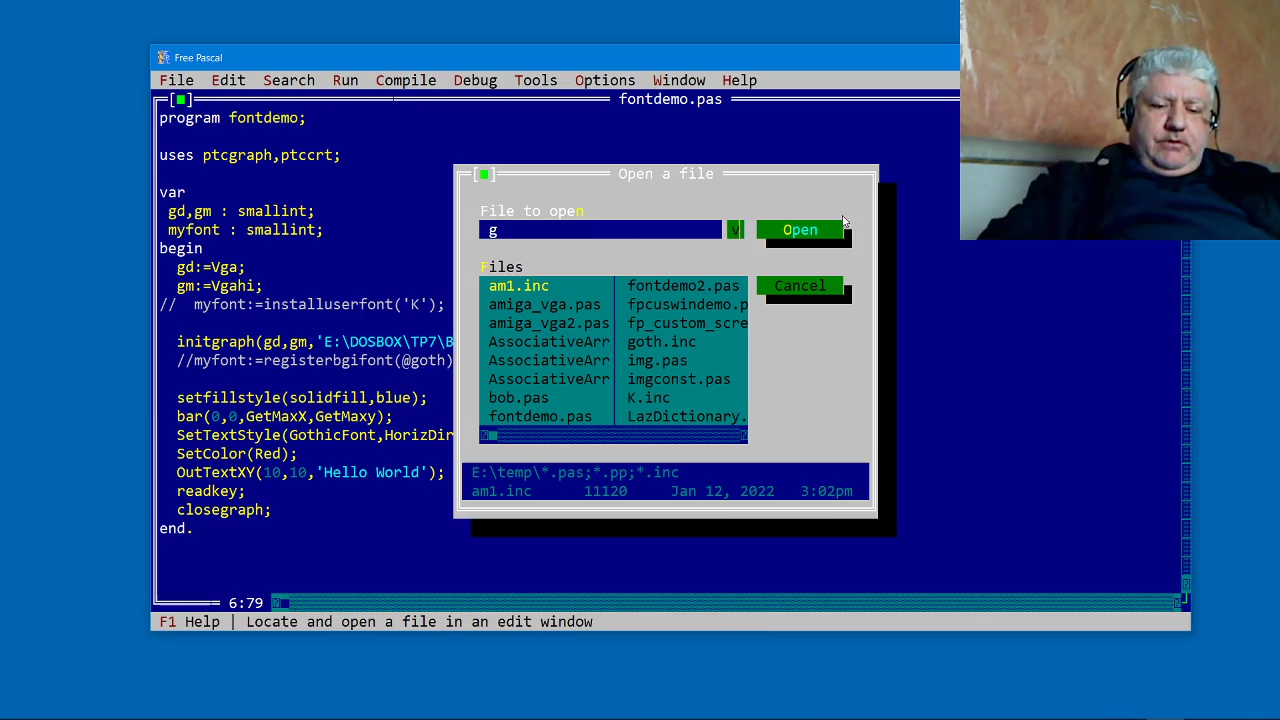 Free Pascal
File Edit Search Run Compile Debug Tools Options Window Help
fontdemo.pas
program fontdemo;
uses ptcgraph,ptccrt;
var
gd,gm : smallint;
myfont : smallint;
begin
gd:=Vga;
gm:=Vgahi;
// myfont:=installuserfont('K');
initgraph(gd,gm,'E:\DOSBOX\TP7\B
//myfont:=registerbgifont(@goth)
setfillstyle(solidfill,blue);
bar(0,0,GetMaxX,GetMaxy);
SetTextStyle(GothicFont,HorizDir
SetColor(Red);
OutTextXY(10,10,'Hello World');
readkey;
closegraph;
end.
6:79
Open a file
File to open
g
v
Open
Files
Cancel
am1.inc
amiga_vga.pas
amiga_vga2.pas
AssociativeArr
AssociativeArr
AssociativeArr
bob.pas
fontdemo.pas
fontdemo2.pas
fpcuswindemo.p
fp_custom_scre
goth.inc
img.pas
imgconst.pas
K.inc
LazDictionary.
E:\temp\*.pas;*.pp;*.inc
am1.inc 11120 Jan 12, 2022 3:02pm
F1 Help | Locate and open a file in an edit window